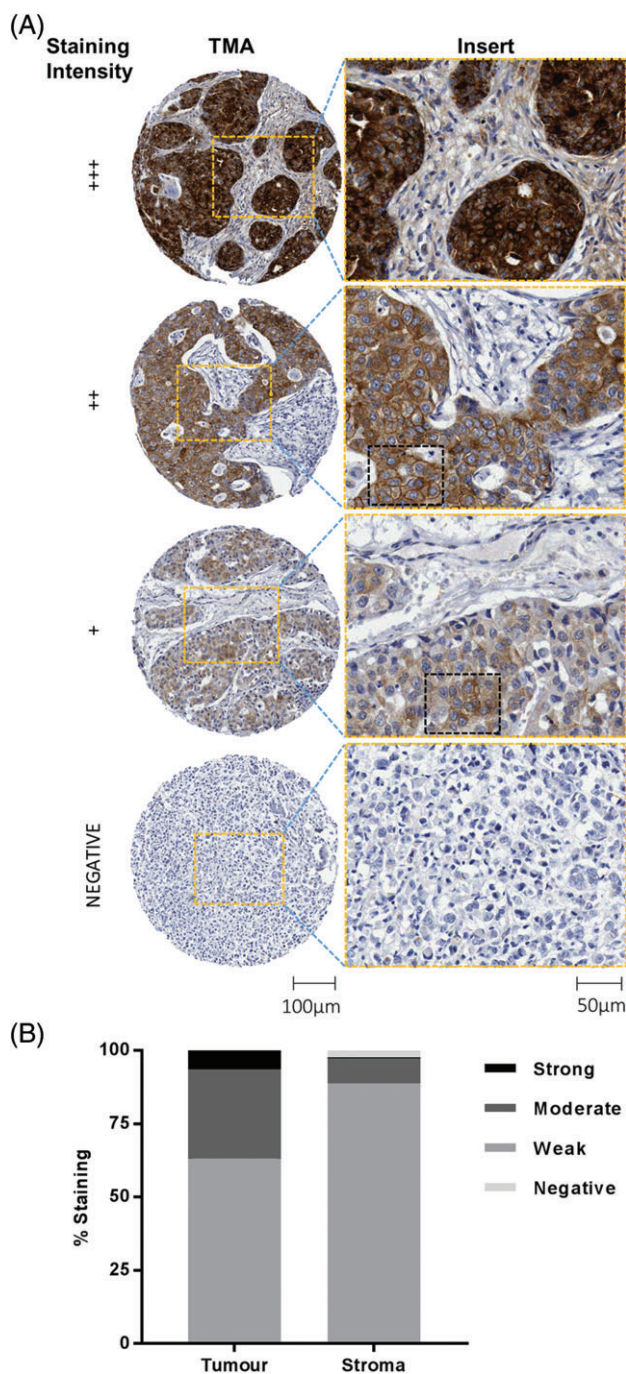 (A)
Staining Intensity
TMA
Insert
+++
++
+
NEGATIVE
100µm
50µm
(B)
100
75
50
25
0
% Staining
Tumour
Stroma
Strong
Moderate
Weak
Negative